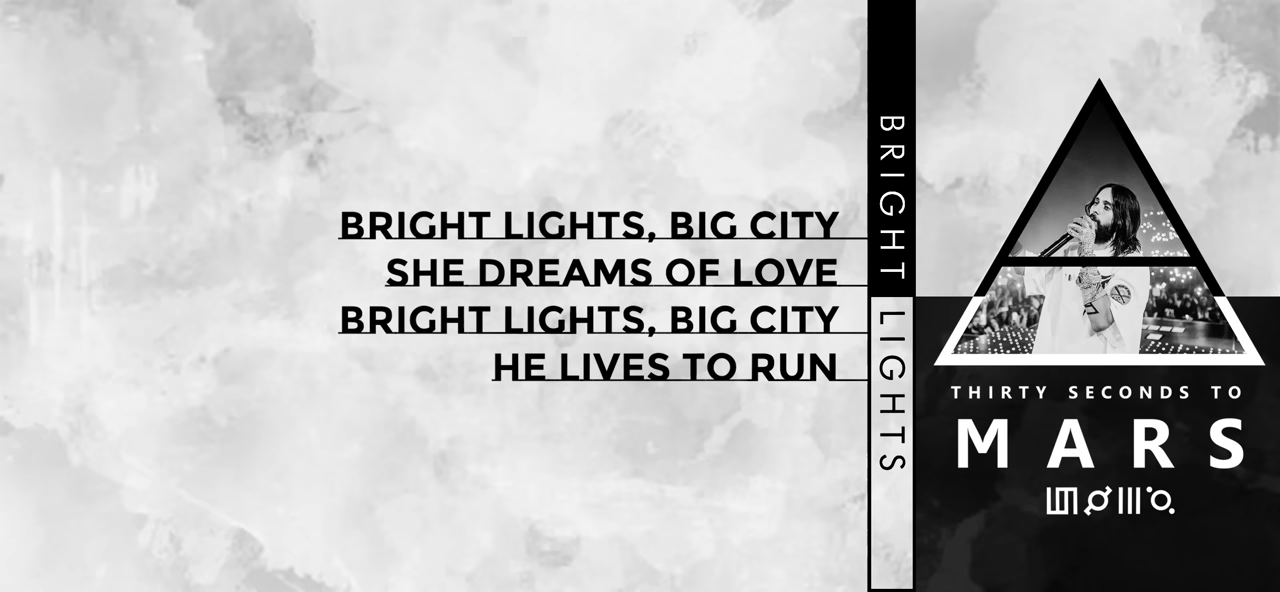 BRIGHT LIGHTS, BIG CITY
SHE DREAMS OF LOVE
BRIGHT LIGHTS, BIG CITY
HE LIVES TO RUN
BRIGHT LIGHTS
THIRTY SECONDS TO
MARS